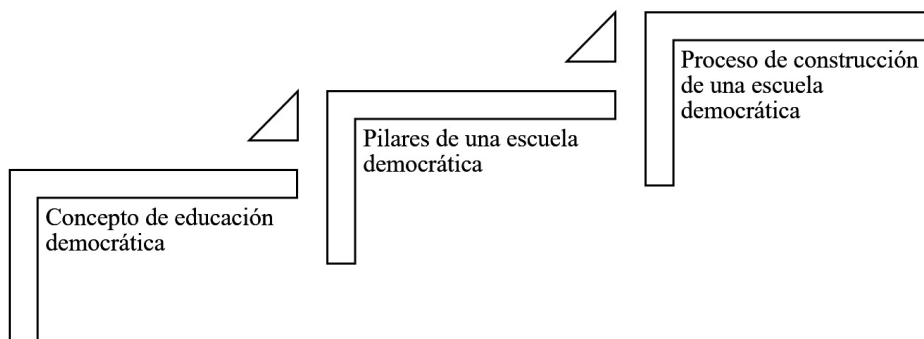 Concepto de educación
democrática
Pilares de una escuela
democrática
Proceso de construcción
de una escuela
democrática